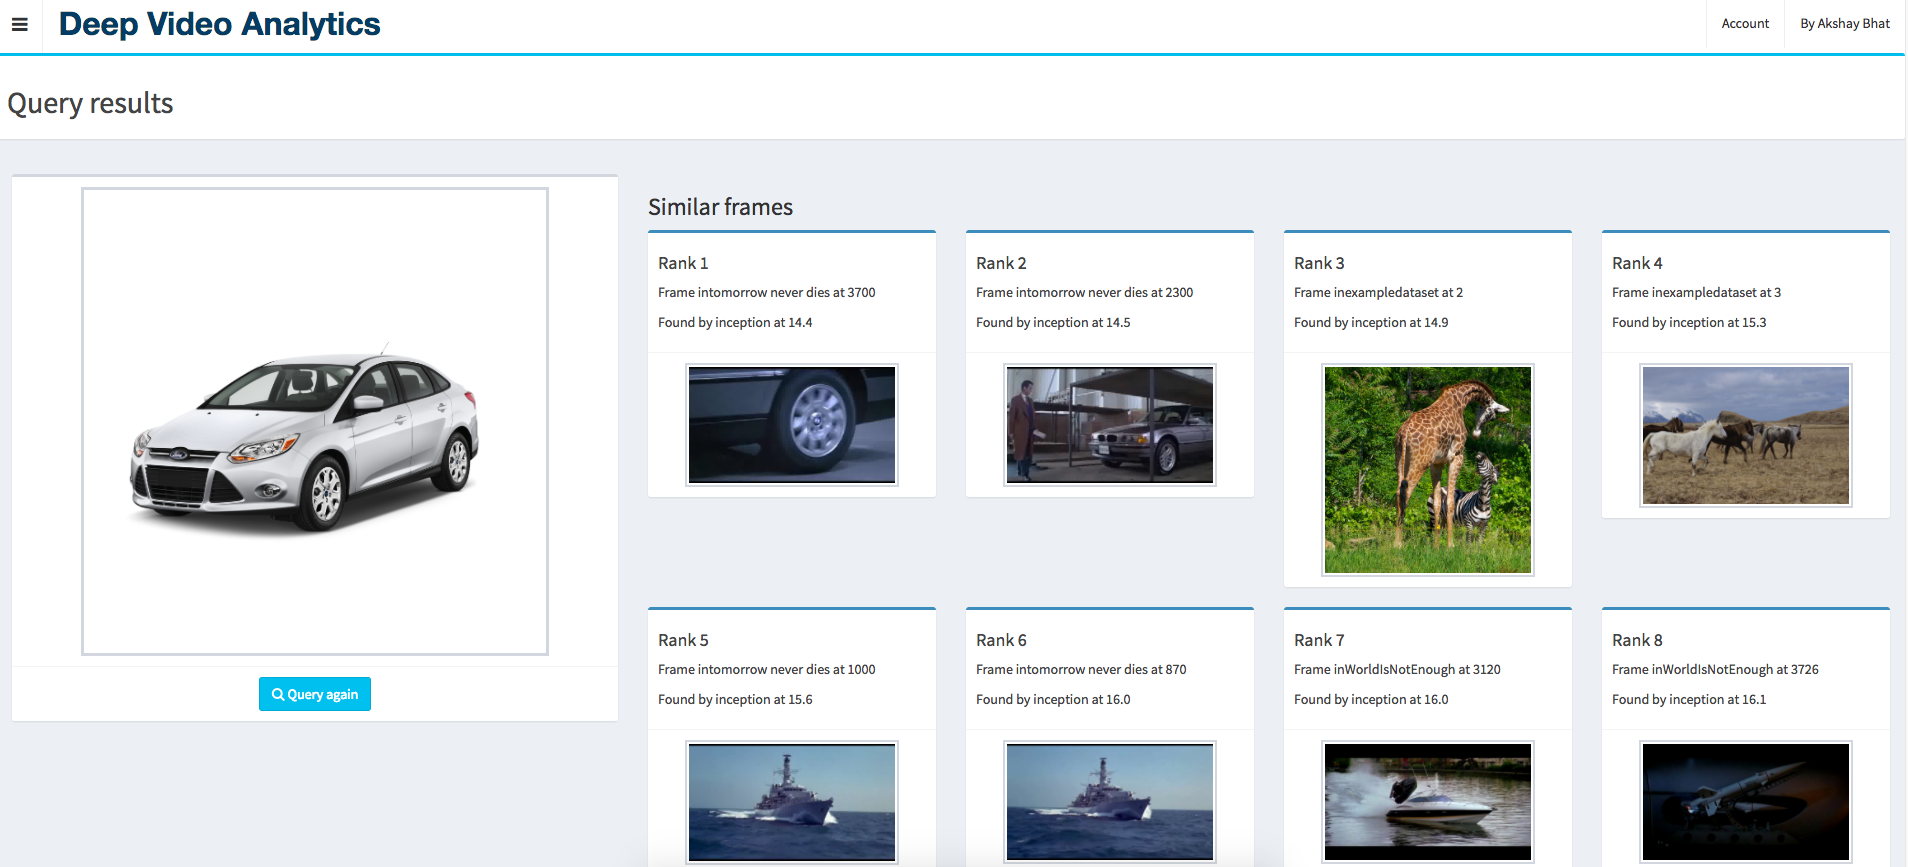 Deep Video Analytics
Account
By Akshay Bhat
Query results
Query again
Similar frames
Rank 1
Frame intomorrow never dies at 3700
Found by inception at 14.4
Rank 2
Frame intomorrow never dies at 2300
Found by inception at 14.5
Rank 3
Frame inexampledataset at 2
Found by inception at 14.9
Rank 4
Frame inexampledataset at 3
Found by inception at 15.3
Rank 5
Frame intomorrow never dies at 1000
Found by inception at 15.6
Rank 6
Frame intomorrow never dies at 870
Found by inception at 16.0
Rank 7
Frame inWorldIsNotEnough at 3120
Found by inception at 16.0
Rank 8
Frame inWorldIsNotEnough at 3726
Found by inception at 16.1